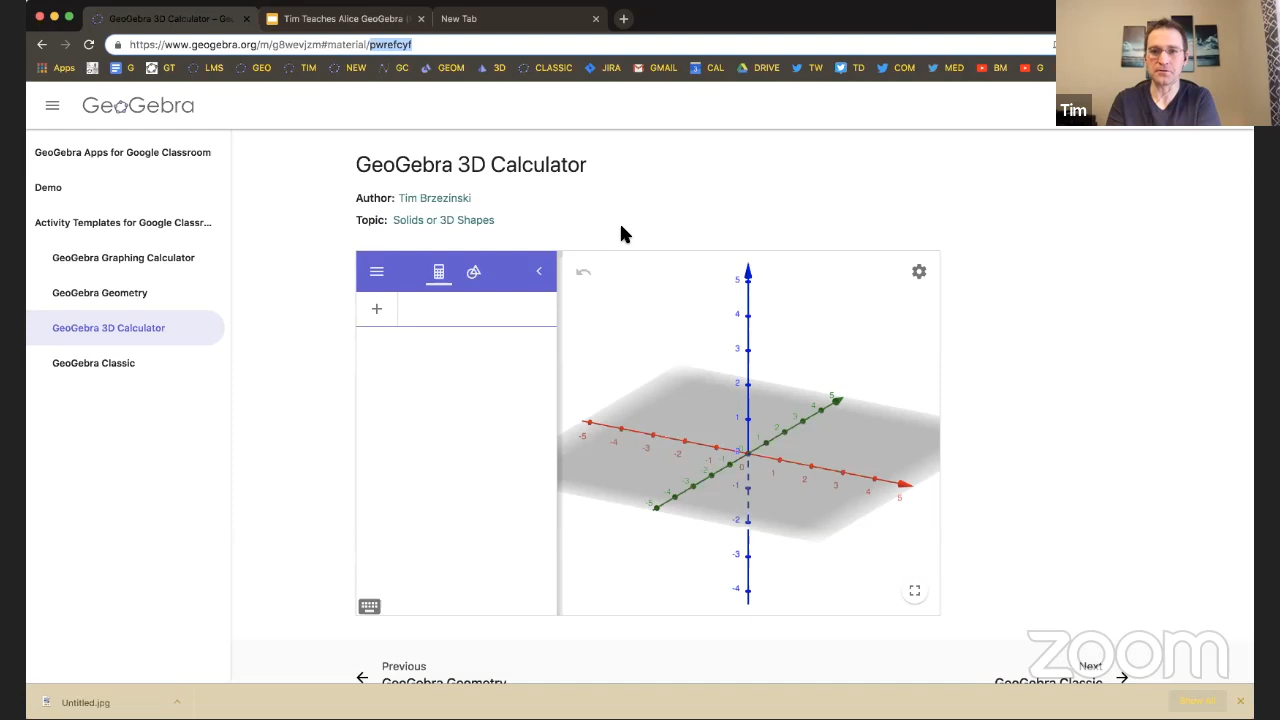 GeoGebra 3D Calculator – Geo
Tim Teaches Alice GeoGebra |
New Tab
https://www.geogebra.org/m/g8wevjzm#material/pwrefcyf
Apps G GT LMS GEO TIM NEW GC GEOM 3D CLASSIC JIRA GMAIL CAL DRIVE TW TD COM MED BM G
Tim
GeoGebra
GeoGebra Apps for Google Classroom
Demo
Activity Templates for Google Classr...
GeoGebra Graphing Calculator
GeoGebra Geometry
GeoGebra 3D Calculator
GeoGebra Classic
GeoGebra 3D Calculator
Author: Tim Brzezinski
Topic: Solids or 3D Shapes
5
4
3
2
1
0
-1
-2
-3
-4
-5 -4 -3 -2 -1 0 1 2 3 4 5
-5 -4 -3 -2 -1 0 1 2 3 4 5
Previous
GeoGebra Geometry
Next
GeoGebra Classic
zoom
Untitled.jpg
Show All